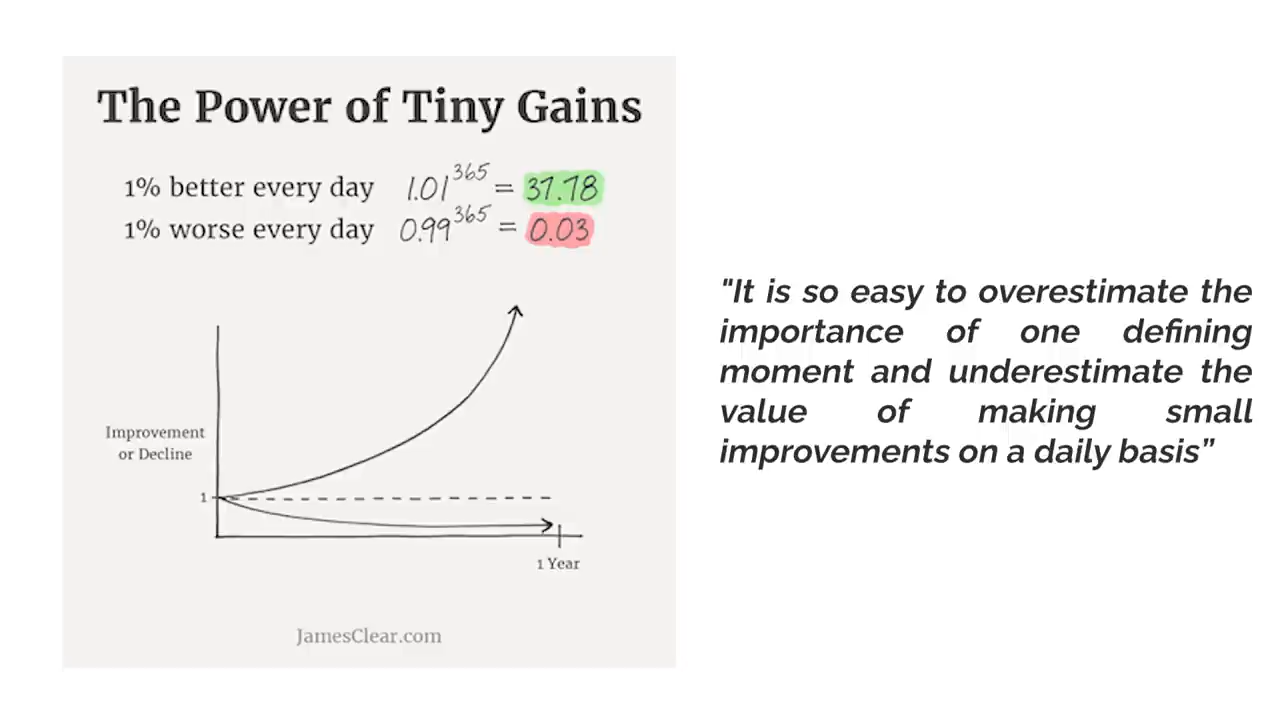 The Power of Tiny Gains
1% better every day 1.01^365 = 37.78
1% worse every day 0.99^365 = 0.03
Improvement
or Decline
1
1 Year
JamesClear.com
"It is so easy to overestimate the
importance of one defining
moment and underestimate the
value of making small
improvements on a daily basis”